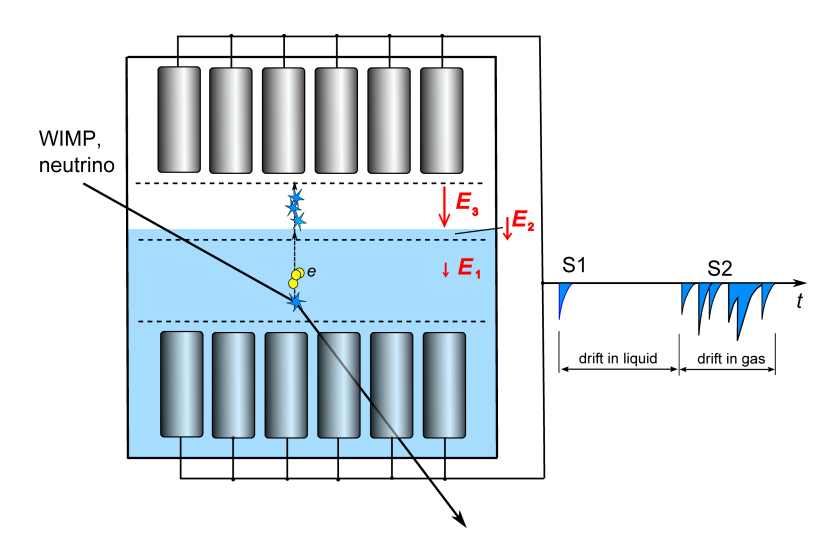 WIMP,
neutrino
E3
E2
e
E1
S1
S2
t
drift in liquid
drift in gas